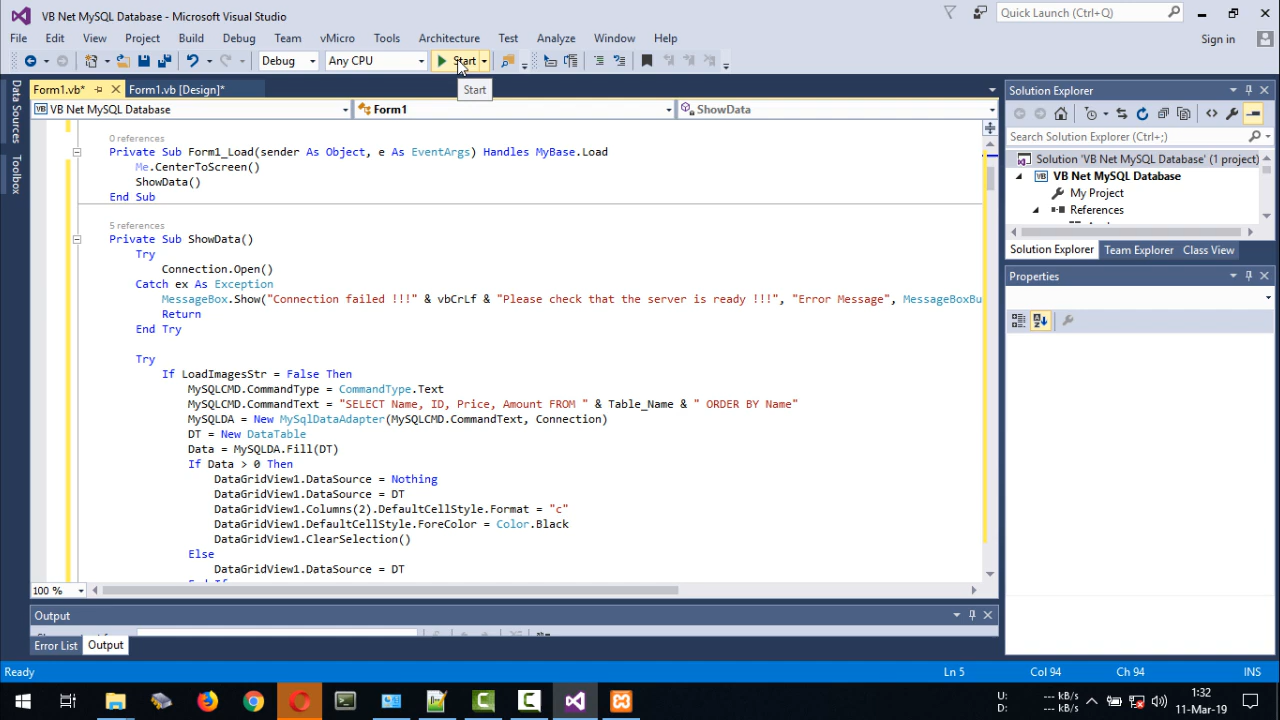 VB Net MySQL Database - Microsoft Visual Studio
Quick Launch (Ctrl+Q)
File Edit View Project Build Debug Team vMicro Tools Architecture Test Analyze Window Help
Sign in
Debug Any CPU Start
Start
Form1.vb* Form1.vb [Design]*
VB Net MySQL Database Form1 ShowData
0 references
Private Sub Form1_Load(sender As Object, e As EventArgs) Handles MyBase.Load
Me.CenterToScreen()
ShowData()
End Sub
5 references
Private Sub ShowData()
Try
Connection.Open()
Catch ex As Exception
MessageBox.Show("Connection failed !!!" & vbCrLf & "Please check that the server is ready !!!", "Error Message", MessageBoxBu
Return
End Try
Try
If LoadImagesStr = False Then
MySQLCMD.CommandType = CommandType.Text
MySQLCMD.CommandText = "SELECT Name, ID, Price, Amount FROM " & Table_Name & " ORDER BY Name"
MySQLDA = New MySqlDataAdapter(MySQLCMD.CommandText, Connection)
DT = New DataTable
Data = MySQLDA.Fill(DT)
If Data > 0 Then
DataGridView1.DataSource = Nothing
DataGridView1.DataSource = DT
DataGridView1.Columns(2).DefaultCellStyle.Format = "c"
DataGridView1.DefaultCellStyle.ForeColor = Color.Black
DataGridView1.ClearSelection()
Else
DataGridView1.DataSource = DT
End If
100 %
Data Sources
Toolbox
Output
Error List Output
Solution Explorer
Search Solution Explorer (Ctrl+;)
Solution 'VB Net MySQL Database' (1 project)
VB Net MySQL Database
My Project
References
Solution Explorer Team Explorer Class View
Properties
Ready Ln 5 Col 94 Ch 94 INS
U: --- kB/s
D: --- kB/s
1:32
11-Mar-19